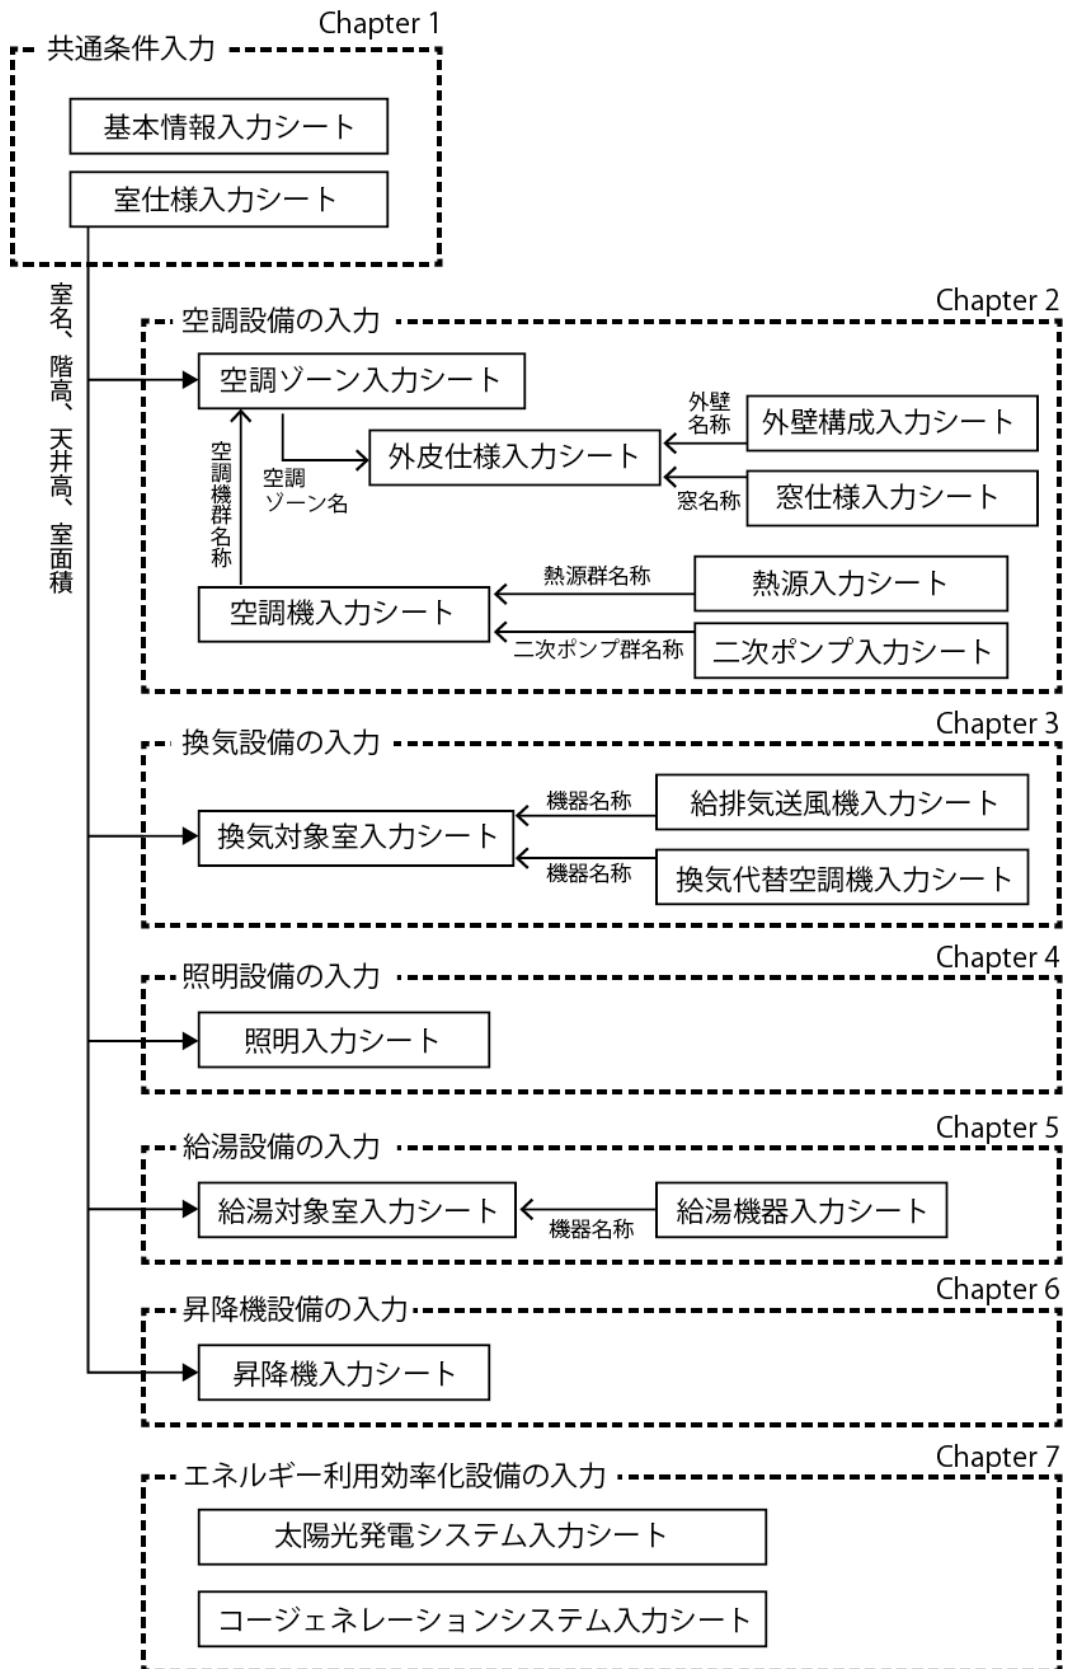 Chapter 1
共通条件入力
基本情報入力シート
室仕様入力シート
室名、階高、天井高、室面積
Chapter 2
空調設備の入力
空調ゾーン入力シート
外壁
名称
外壁構成入力シート
外皮仕様入力シート
空調機群名称
空調
ゾーン名
窓名称
窓仕様入力シート
熱源群名称
熱源入力シート
空調機入力シート
二次ポンプ群名称
二次ポンプ入力シート
Chapter 3
換気設備の入力
機器名称
給排気送風機入力シート
換気対象室入力シート
機器名称
換気代替空調機入力シート
Chapter 4
照明設備の入力
照明入力シート
Chapter 5
給湯設備の入力
給湯対象室入力シート
機器名称
給湯機器入力シート
Chapter 6
昇降機設備の入力
昇降機入力シート
Chapter 7
エネルギー利用効率化設備の入力
太陽光発電システム入力シート
コージェネレーションシステム入力シート